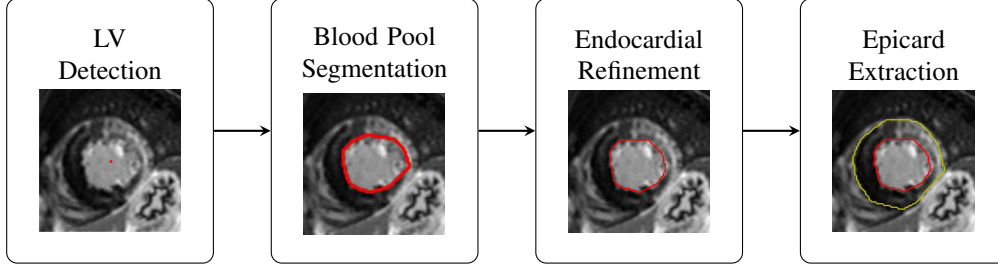 LV
Detection
Blood Pool
Segmentation
Endocardial
Refinement
Epicard
Extraction